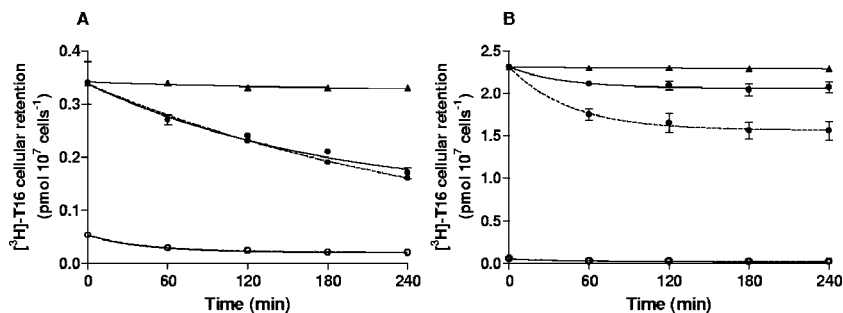 A
[³H]-T16 cellular retention
(pmol 10⁷ cells⁻¹)
0.4
0.3
0.2
0.1
0.0
0 60 120 180 240
Time (min)
B
[³H]-T16 cellular retention
(pmol 10⁷ cells⁻¹)
2.5
2.0
1.5
1.0
0.5
0.0
0 60 120 180 240
Time (min)